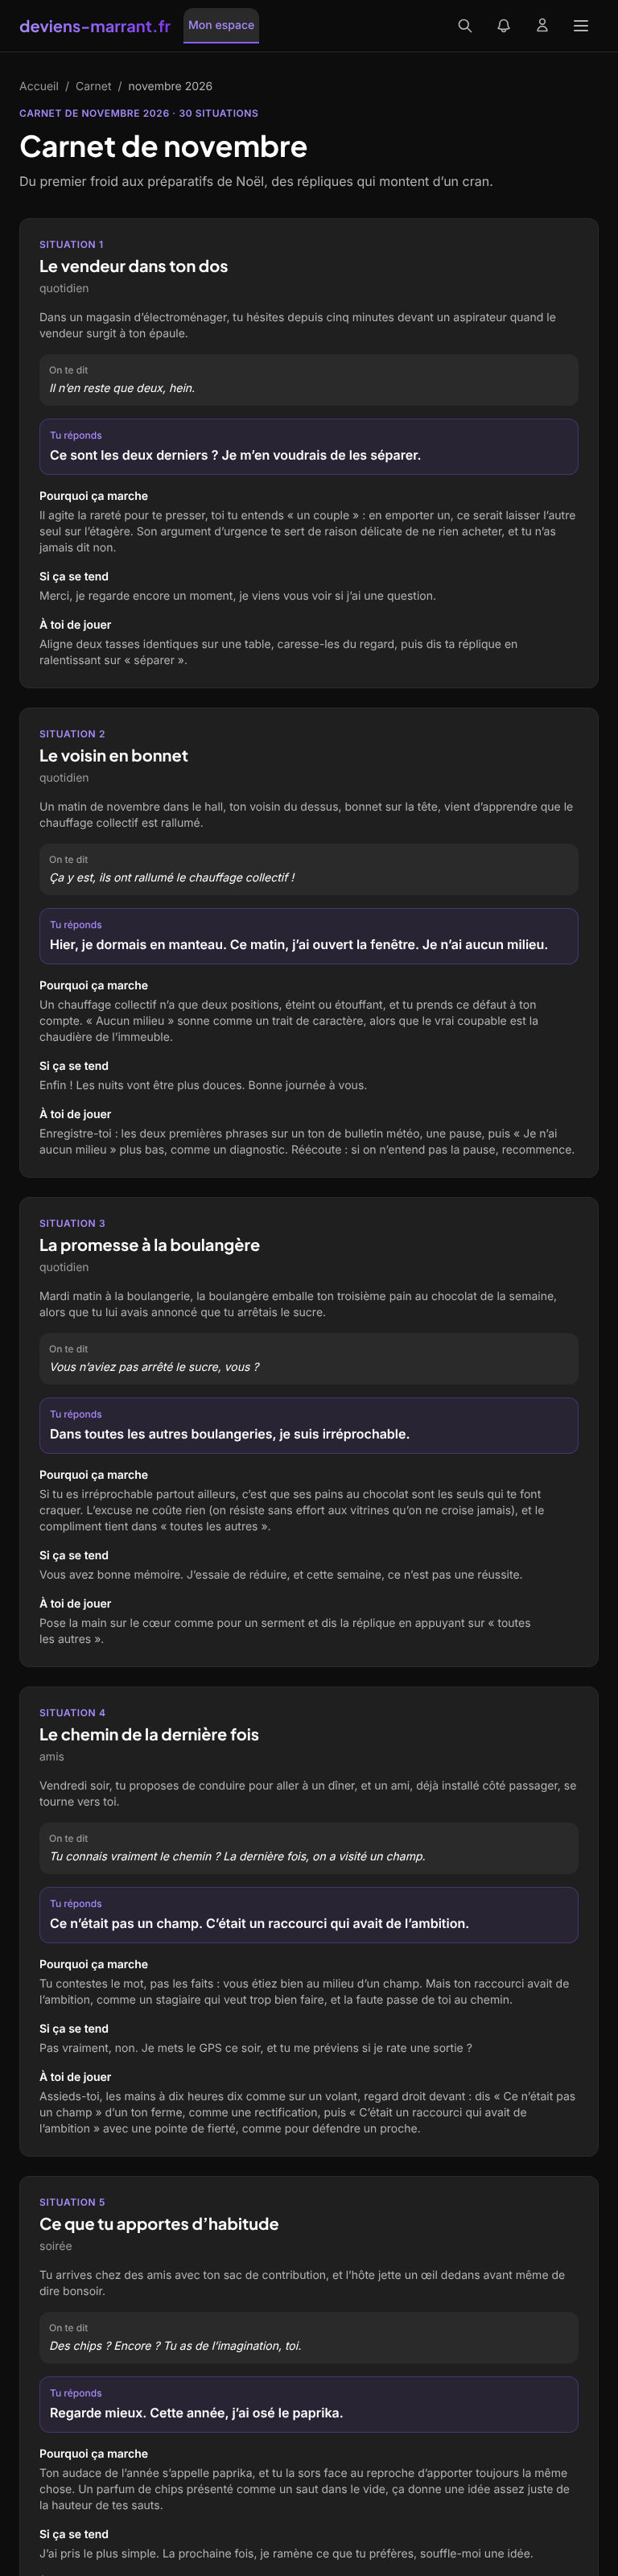 deviens-marrant.fr
Mon espace
Accueil / Carnet / novembre 2026
CARNET DE NOVEMBRE 2026 · 30 SITUATIONS
Carnet de novembre
Du premier froid aux préparatifs de Noël, des répliques qui montent d’un cran.
SITUATION 1
Le vendeur dans ton dos
quotidien
Dans un magasin d’électroménager, tu hésites depuis cinq minutes devant un aspirateur quand le
vendeur surgit à ton épaule.
On te dit
Il n’en reste que deux, hein.
Tu réponds
Ce sont les deux derniers ? Je m’en voudrais de les séparer.
Pourquoi ça marche
Il agite la rareté pour te presser, toi tu entends « un couple » : en emporter un, ce serait laisser l’autre
seul sur l’étagère. Son argument d’urgence te sert de raison délicate de ne rien acheter, et tu n’as
jamais dit non.
Si ça se tend
Merci, je regarde encore un moment, je viens vous voir si j’ai une question.
À toi de jouer
Aligne deux tasses identiques sur une table, caresse-les du regard, puis dis ta réplique en
ralentissant sur « séparer ».
SITUATION 2
Le voisin en bonnet
quotidien
Un matin de novembre dans le hall, ton voisin du dessus, bonnet sur la tête, vient d’apprendre que le
chauffage collectif est rallumé.
On te dit
Ça y est, ils ont rallumé le chauffage collectif !
Tu réponds
Hier, je dormais en manteau. Ce matin, j’ai ouvert la fenêtre. Je n’ai aucun milieu.
Pourquoi ça marche
Un chauffage collectif n’a que deux positions, éteint ou étouffant, et tu prends ce défaut à ton
compte. « Aucun milieu » sonne comme un trait de caractère, alors que le vrai coupable est la
chaudière de l’immeuble.
Si ça se tend
Enfin ! Les nuits vont être plus douces. Bonne journée à vous.
À toi de jouer
Enregistre-toi : les deux premières phrases sur un ton de bulletin météo, une pause, puis « Je n’ai
aucun milieu » plus bas, comme un diagnostic. Réécoute : si on n’entend pas la pause, recommence.
SITUATION 3
La promesse à la boulangère
quotidien
Mardi matin à la boulangerie, la boulangère emballe ton troisième pain au chocolat de la semaine,
alors que tu lui avais annoncé que tu arrêtais le sucre.
On te dit
Vous n’aviez pas arrêté le sucre, vous ?
Tu réponds
Dans toutes les autres boulangeries, je suis irréprochable.
Pourquoi ça marche
Si tu es irréprochable partout ailleurs, c’est que ses pains au chocolat sont les seuls qui te font
craquer. L’excuse ne coûte rien (on résiste sans effort aux vitrines qu’on ne croise jamais), et le
compliment tient dans « toutes les autres ».
Si ça se tend
Vous avez bonne mémoire. J’essaie de réduire, et cette semaine, ce n’est pas une réussite.
À toi de jouer
Pose la main sur le cœur comme pour un serment et dis la réplique en appuyant sur « toutes
les autres ».
SITUATION 4
Le chemin de la dernière fois
amis
Vendredi soir, tu proposes de conduire pour aller à un dîner, et un ami, déjà installé côté passager, se
tourne vers toi.
On te dit
Tu connais vraiment le chemin ? La dernière fois, on a visité un champ.
Tu réponds
Ce n’était pas un champ. C’était un raccourci qui avait de l’ambition.
Pourquoi ça marche
Tu contestes le mot, pas les faits : vous étiez bien au milieu d’un champ. Mais ton raccourci avait de
l’ambition, comme un stagiaire qui veut trop bien faire, et la faute passe de toi au chemin.
Si ça se tend
Pas vraiment, non. Je mets le GPS ce soir, et tu me préviens si je rate une sortie ?
À toi de jouer
Assieds-toi, les mains à dix heures dix comme sur un volant, regard droit devant : dis « Ce n’était pas
un champ » d’un ton ferme, comme une rectification, puis « C’était un raccourci qui avait de
l’ambition » avec une pointe de fierté, comme pour défendre un proche.
SITUATION 5
Ce que tu apportes d’habitude
soirée
Tu arrives chez des amis avec ton sac de contribution, et l’hôte jette un œil dedans avant même de
dire bonsoir.
On te dit
Des chips ? Encore ? Tu as de l’imagination, toi.
Tu réponds
Regarde mieux. Cette année, j’ai osé le paprika.
Pourquoi ça marche
Ton audace de l’année s’appelle paprika, et tu la sors face au reproche d’apporter toujours la même
chose. Un parfum de chips présenté comme un saut dans le vide, ça donne une idée assez juste de
la hauteur de tes sauts.
Si ça se tend
J’ai pris le plus simple. La prochaine fois, je ramène ce que tu préfères, souffle-moi une idée.